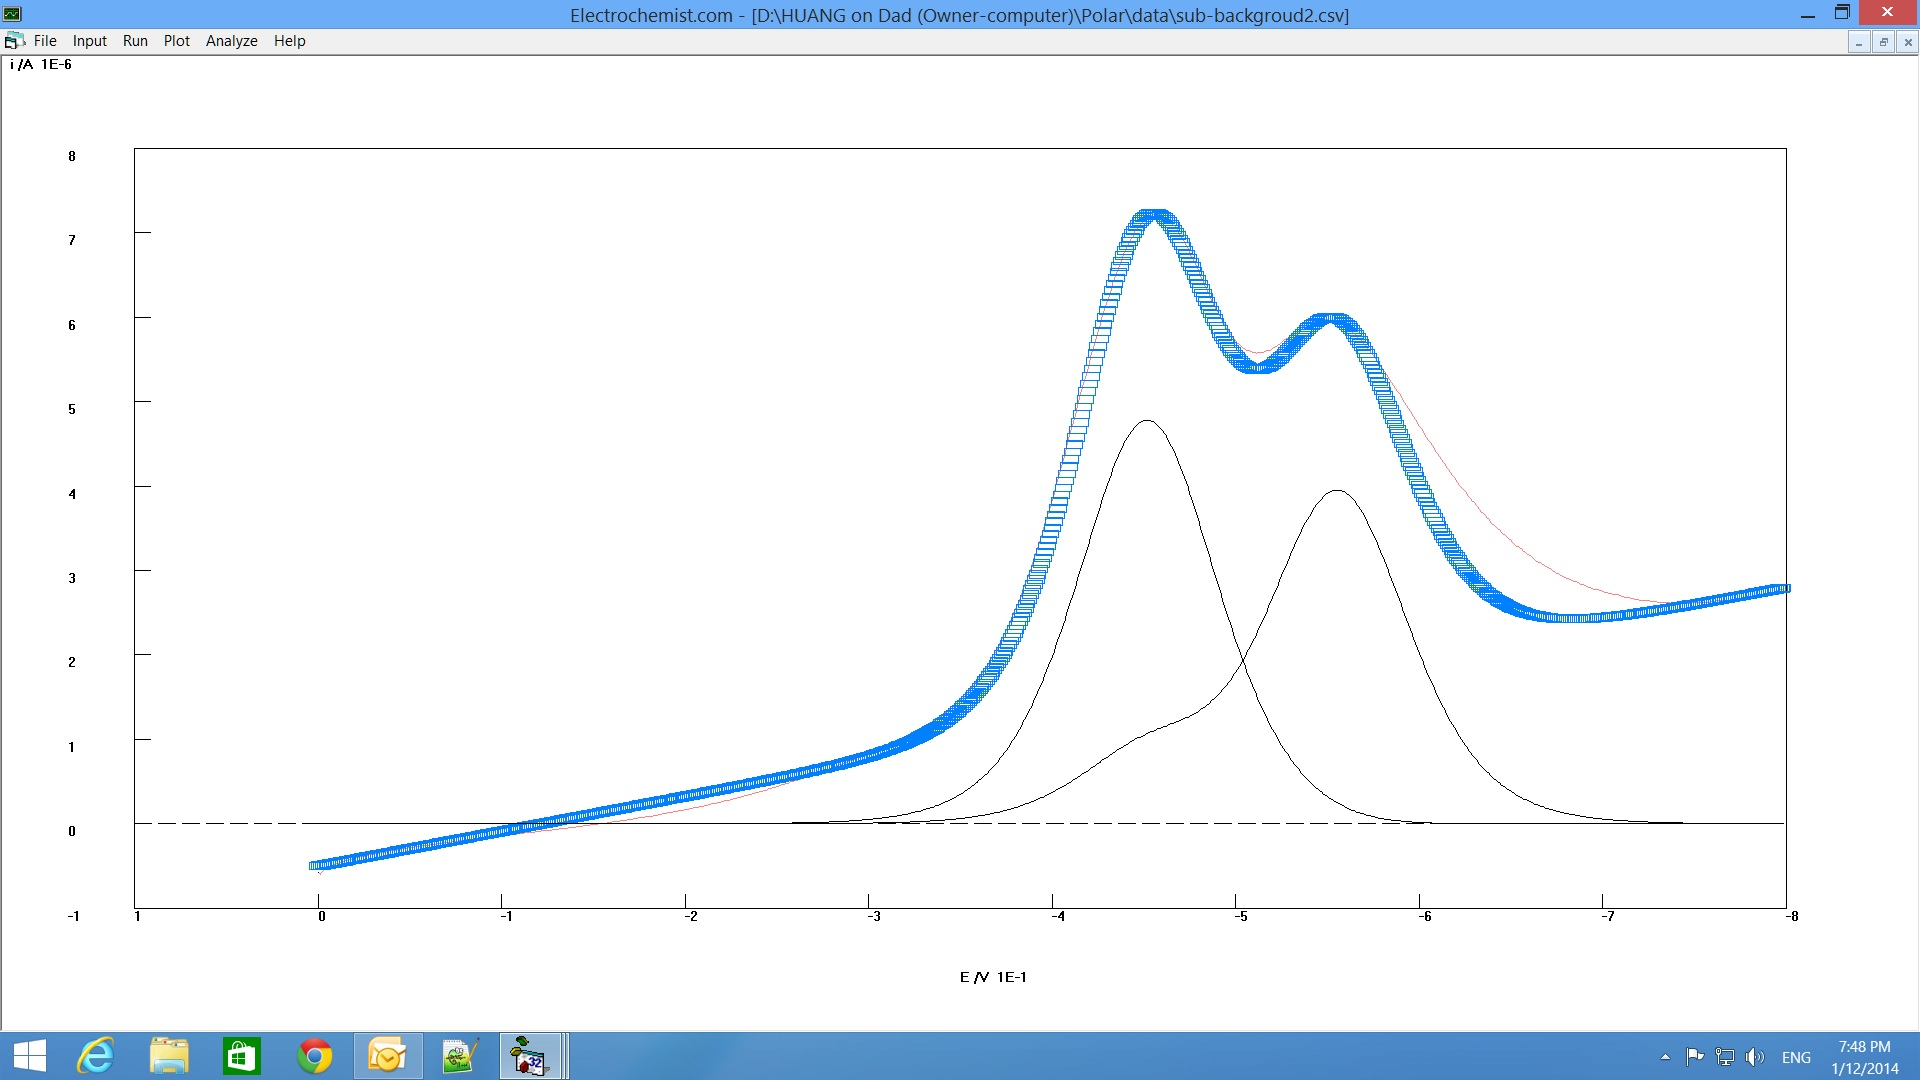 Electrochemist.com - [D:\HUANG on Dad (Owner-computer)\Polar\data\sub-backgroud2.csv]
File Input Run Plot Analyze Help
i /A 1E-6
8
7
6
5
4
3
2
1
0
-1
1 0 -1 -2 -3 -4 -5 -6 -7 -8
E /V 1E-1
32
ENG
7:48 PM
1/12/2014